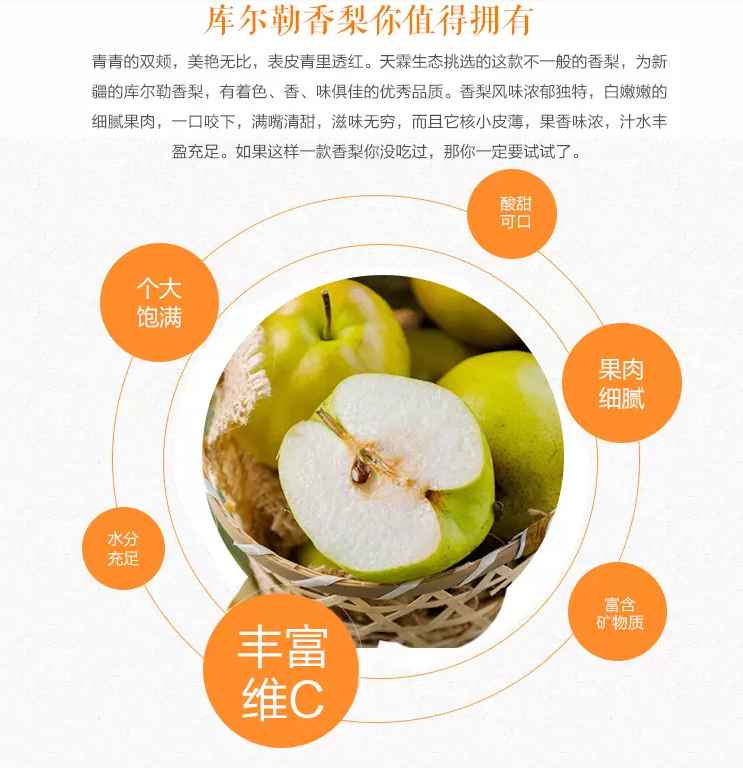 库尔勒香梨你值得拥有
青青的双颊，美艳无比，表皮青里透红。天霖生态挑选的这款不一般的香梨，为新
疆的库尔勒香梨，有着色、香、味俱佳的优秀品质。香梨风味浓郁独特，白嫩嫩的
细腻果肉，一口咬下，满嘴清甜，滋味无穷，而且它核小皮薄，果香味浓，汁水丰
盈充足。如果这样一款香梨你没吃过，那你一定要试试了。
酸甜
可口
个大
饱满
果肉
细腻
水分
充足
富含
矿物质
丰富
维C